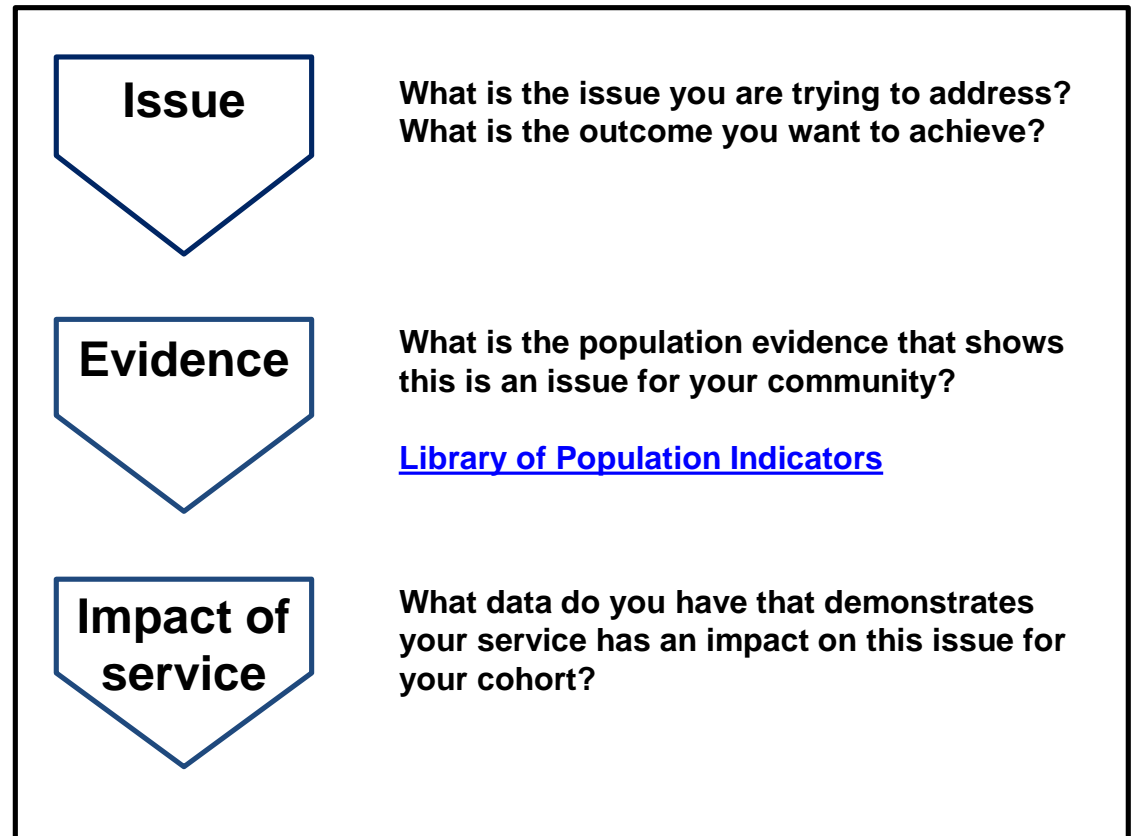 Issue
What is the issue you are trying to address?
What is the outcome you want to achieve?
Evidence
What is the population evidence that shows
this is an issue for your community?
Library of Population Indicators
Impact of
service
What data do you have that demonstrates
your service has an impact on this issue for
your cohort?